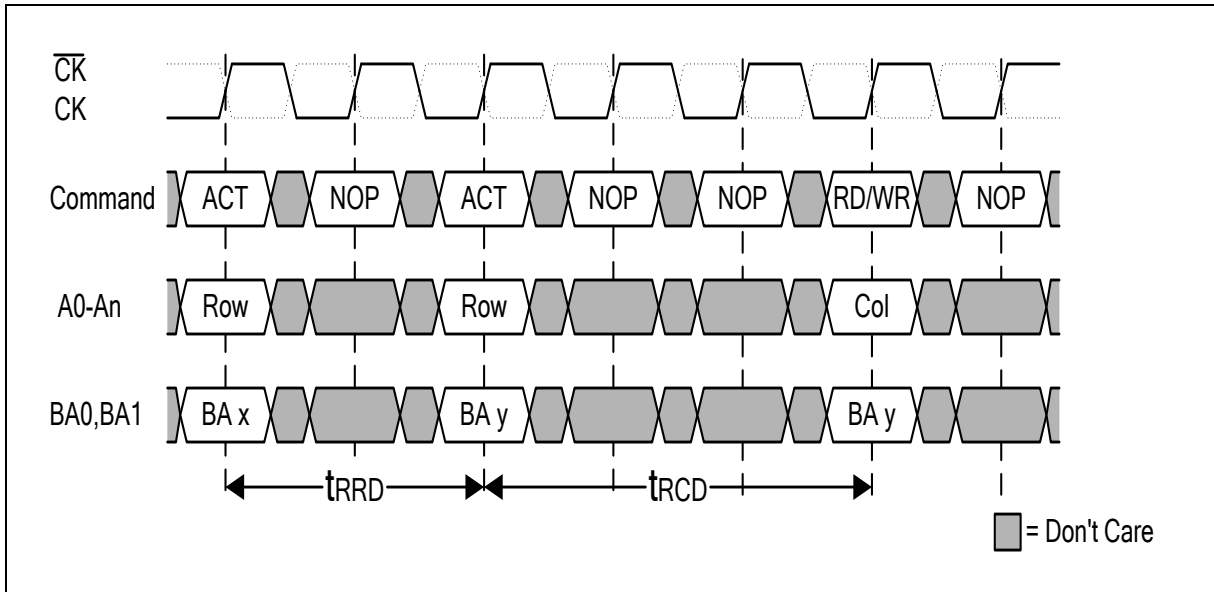 CK
CK
Command ACT NOP ACT NOP NOP RD/WR NOP
A0-An Row Row Col
BA0,BA1 BA x BA y BA y
tRRD tRCD
= Don't Care